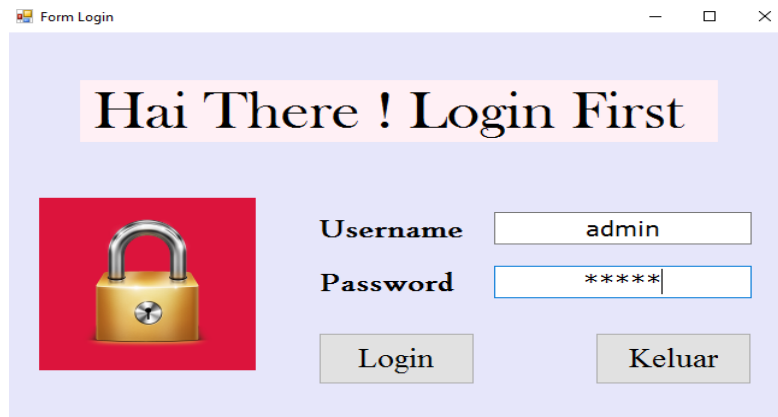 Form Login
Hai There ! Login First
Username admin
Password *****
Login Keluar